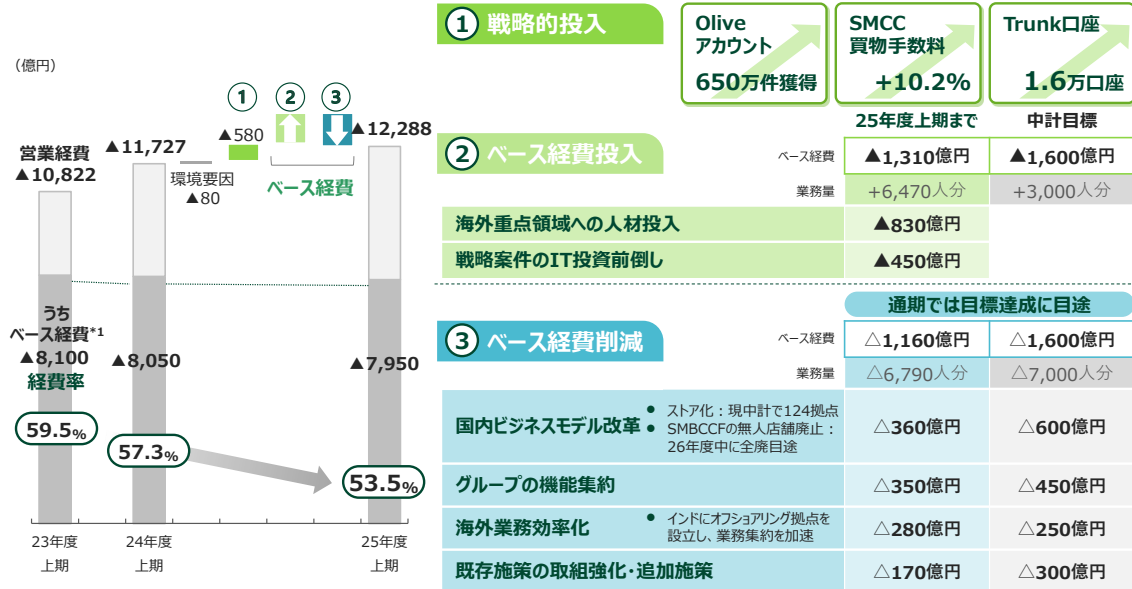 (億円)
営業経費
▲10,822
▲11,727
環境要因
▲80
①
②
③
▲580
ベース経費
▲12,288
うち
ベース経費*1
▲8,100
▲8,050
▲7,950
経費率
59.5%
57.3%
53.5%
23年度
上期
24年度
上期
25年度
上期
① 戦略的投入
Olive
アカウント
650万件獲得
SMCC
買物手数料
+10.2%
Trunk口座
1.6万口座
25年度上期まで 中計目標
② ベース経費投入
ベース経費 ▲1,310億円 ▲1,600億円
業務量 +6,470人分 +3,000人分
海外重点領域への人材投入 ▲830億円
戦略案件のIT投資前倒し ▲450億円
通期では目標達成に目途
③ ベース経費削減
ベース経費 △1,160億円 △1,600億円
業務量 △6,790人分 △7,000人分
国内ビジネスモデル改革
● ストア化：現中計で124拠点
● SMBCCFの無人店舗廃止：
26年度中に全廃目途
△360億円 △600億円
グループの機能集約 △350億円 △450億円
海外業務効率化
● インドにオフショアリング拠点を
設立し、業務集約を加速
△280億円 △250億円
既存施策の取組強化・追加施策 △170億円 △300億円